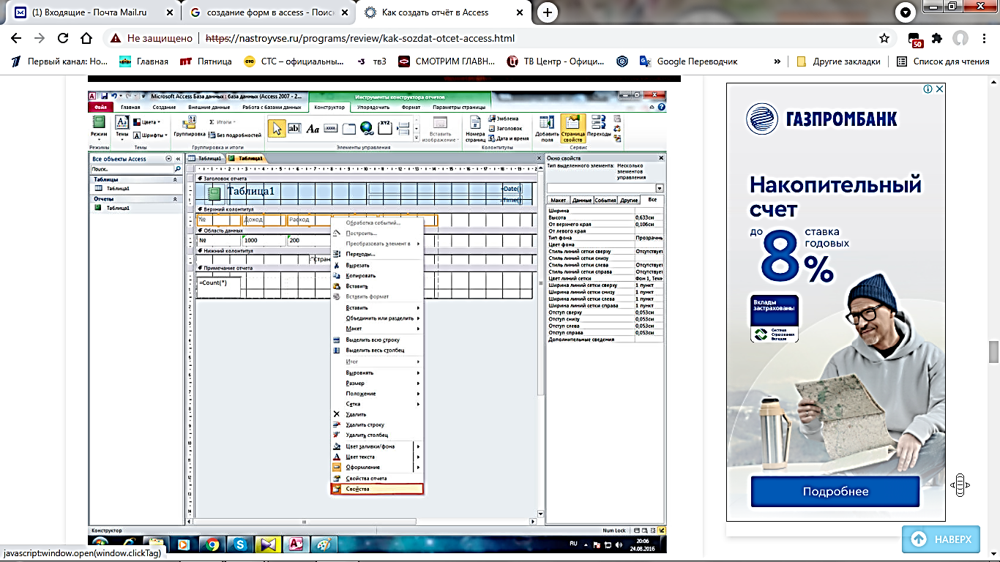 (1) Входящие - Почта Mail.ru
создание форм в access - Поис
Как создать отчёт в Access
Не защищено
https://nastroyvse.ru/programs/review/kak-sozdat-otcet-access.html
50
Первый канал: Но...
Главная
Пятница
СТС – официальны...
тв3
СМОТРИМ ГЛАВН...
ТВ Центр - Офици...
Google Переводчик
Другие закладки
Список для чтения
Microsoft Access База данных : база данных (Access 2007 - 2...
Инструменты конструктора отчетов
Файл
Главная
Создание
Внешние данные
Работа с базами данных
Конструктор
Упорядочить
Формат
Параметры страницы
Режим
Режимы
Темы
Цвета
Шрифты
Темы
Группировка
Итоги
Без подробностей
Группировка и итоги
ab
Aa
XYZ
Вставить изображение
Элементы управления
Номера страниц
Эмблема
Заголовок
Дата и время
Колонтитулы
Добавить поля
Страница свойств
Переходы
Сервис
Все объекты Access
Поиск...
Таблицы
Таблица1
Отчеты
Таблица1
Таблица1
Таблица1
Заголовок отчета
Таблица1
=Date()
=Time()
Верхний колонтитул
№
Доход
Расход
Область данных
№
1000
200
Нижний колонтитул
="Стран
Примечание отчета
=Count(*)
Обработка событий...
Построить...
Преобразовать элемент в
Переходы...
Вырезать
Копировать
Вставить
Вставить формат
Вставить
Объединить или разделить
Макет
Выделить всю строку
Выделить весь столбец
Итог
Выровнять
Размер
Положение
Сетка
Удалить
Удалить строку
Удалить столбец
Цвет заливки/фона
Цвет текста
Оформление
Свойства отчета
Свойства
Окно свойств
Тип выделенного элемента: Несколько элементов управления
Макет
Данные
События
Другие
Все
Ширина
Высота 0,633см
От верхнего края 0,106см
От левого края
Тип фона Прозрачны
Цвет фона
Стиль линий сетки сверху Отсутствует
Стиль линий сетки снизу
Стиль линий сетки слева Отсутствует
Стиль линий сетки справа Отсутствует
Цвет линий сетки Фон 1, Темн
Ширина линий сетки сверху 1 пункт
Ширина линий сетки снизу 1 пункт
Ширина линий сетки слева 1 пункт
Ширина линий сетки справа 1 пункт
Отступ сверху 0,053см
Отступ снизу 0,053см
Отступ слева 0,053см
Отступ справа 0,053см
Дополнительные сведения
Конструктор
Num Lock
RU
20:06
24.08.2016
ГАЗПРОМБАНК
Накопительный
счет
до 8%
ставка
годовых
Вклады
застрахованы
Система
Страхования
Вкладов
Подробнее
НАВЕРХ
javascript:window.open(window.clickTag)